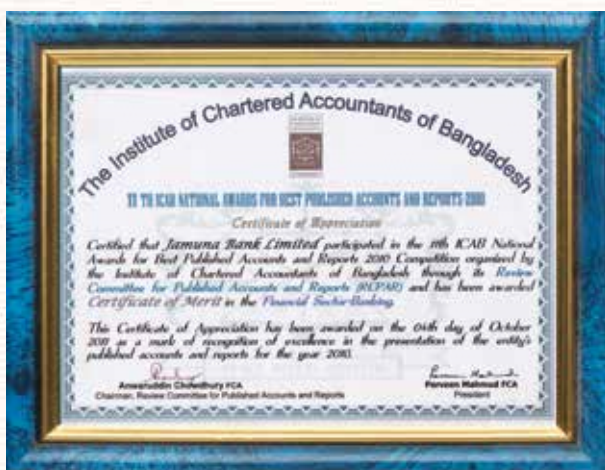 The Institute of Chartered Accountants of Bangladesh
11 TH ICAB NATIONAL AWARDS FOR BEST PUBLISHED ACCOUNTS AND REPORTS 2010
Certificate of Appreciation
Certified that Jamuna Bank Limited participated in the 11th ICAB National
Awards for Best Published Accounts and Reports 2010 Competition organized by
the Institute of Chartered Accountants of Bangladesh through its Review
Committee for Published Accounts and Reports (RCPAR) and has been awarded
Certificate of Merit in the Financial Sector-Banking.
This Certificate of Appreciation has been awarded on the 04th day of October
2011 as a mark of recognition of excellence in the presentation of the entity's
published accounts and reports for the year 2010.
Anwaruddin Chowdhury FCA
Chairman, Review Committee for Published Accounts and Reports
Parveen Mahmud FCA
President